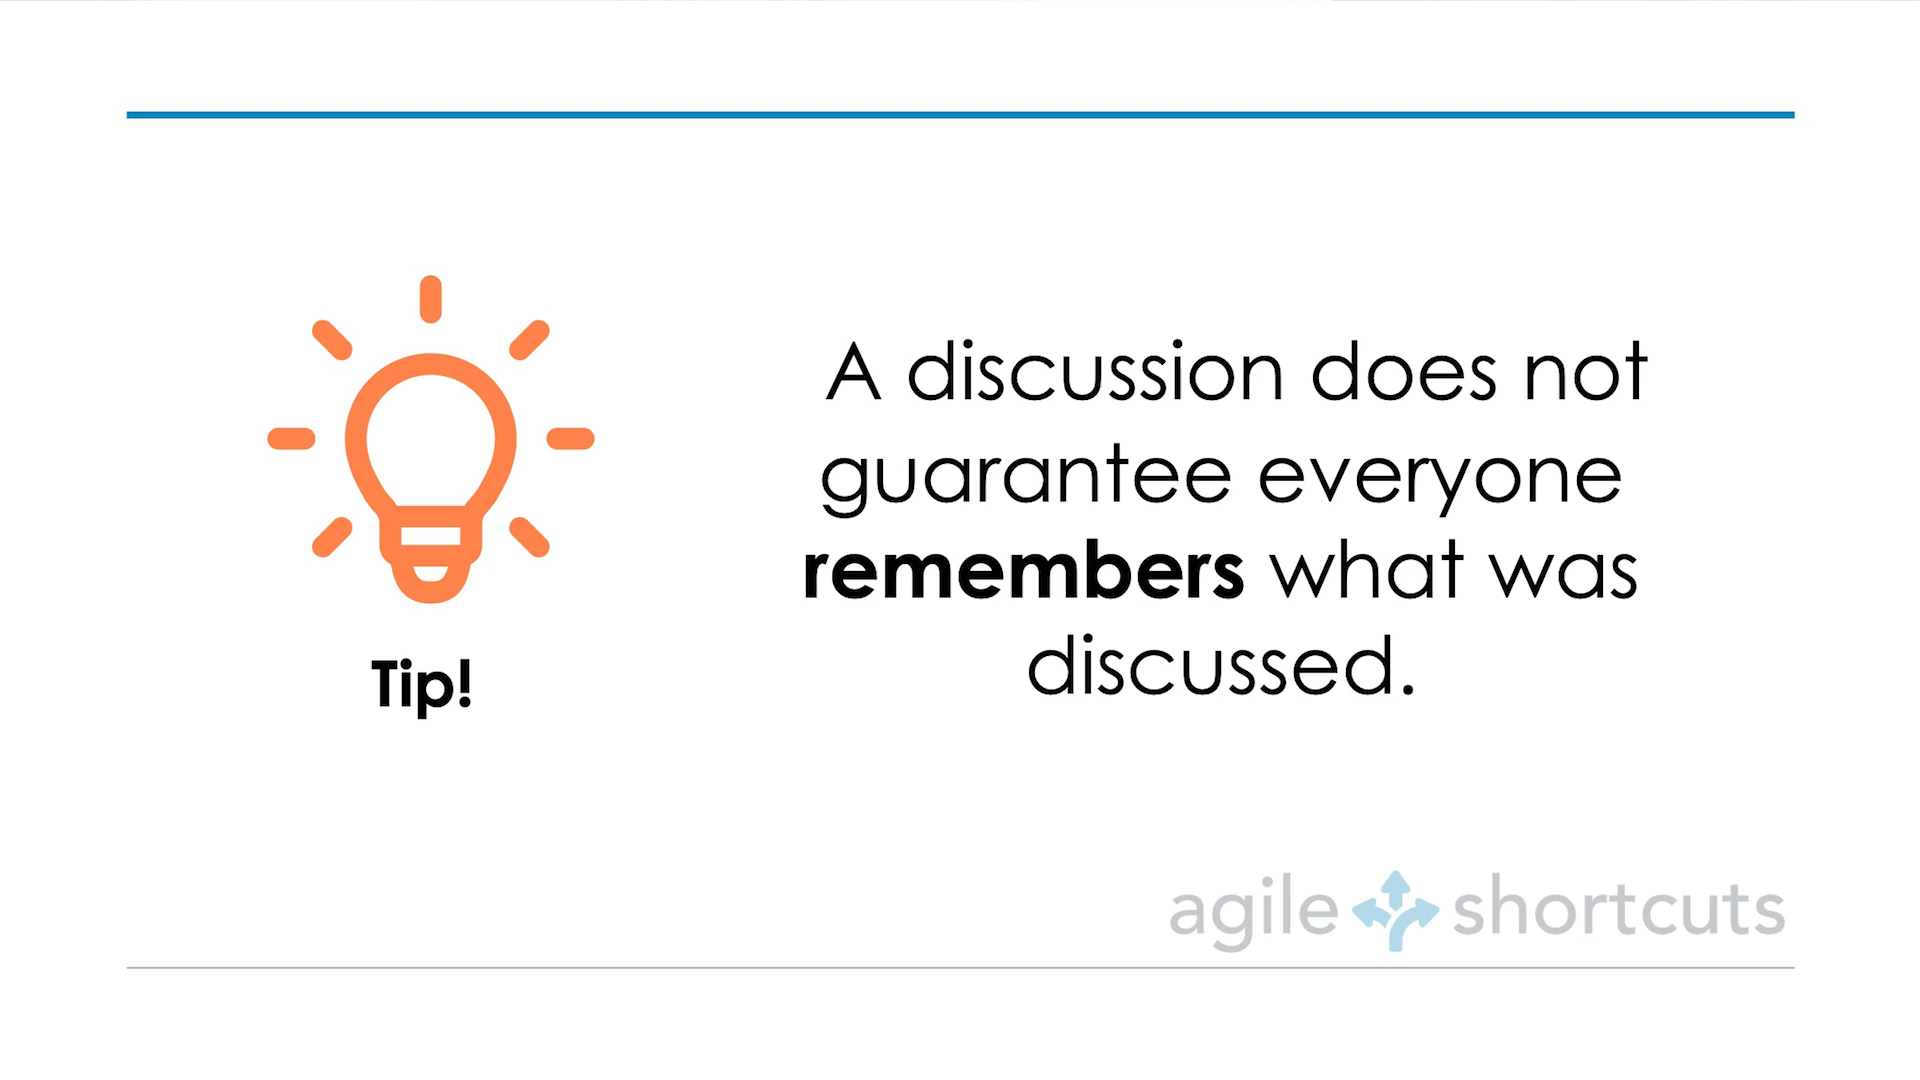 A discussion does not
guarantee everyone
remembers what was
discussed.
Tip!
agile shortcuts